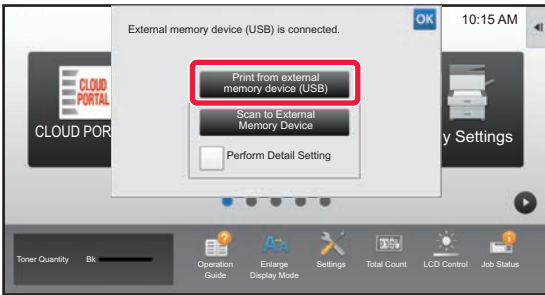 External memory device (USB) is connected.
OK
10:15 AM
Print from external
memory device (USB)
Scan to External
Memory Device
Perform Detail Setting
CLOUD
PORTAL
CLOUD POR
y Settings
Toner Quantity
Bk
Operation
Guide
Enlarge
Display Mode
Settings
Total Count
LCD Control
Job Status